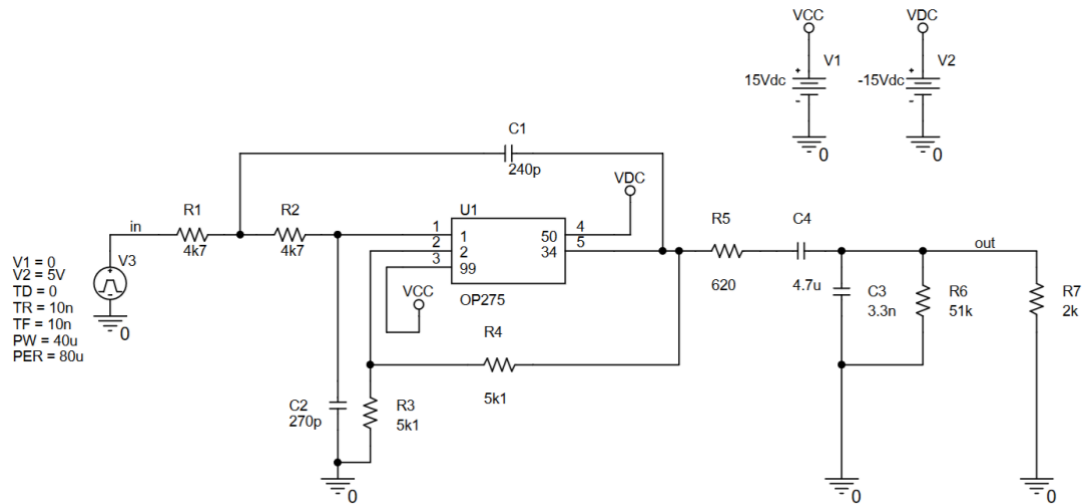 VCC
VDC
V1
V2
15Vdc
-15Vdc
+
+
-
-
0
0
C1
240p
VDC
R1
4k7
R2
4k7
in
U1
1
2
3
1
2
99
50
34
4
5
OP275
VCC
R5
620
C4
4.7u
out
V3
+
-
V1 = 0
V2 = 5V
TD = 0
TR = 10n
TF = 10n
PW = 40u
PER = 80u
0
R4
5k1
C2
270p
R3
5k1
0
C3
3.3n
R6
51k
R7
2k
0
0